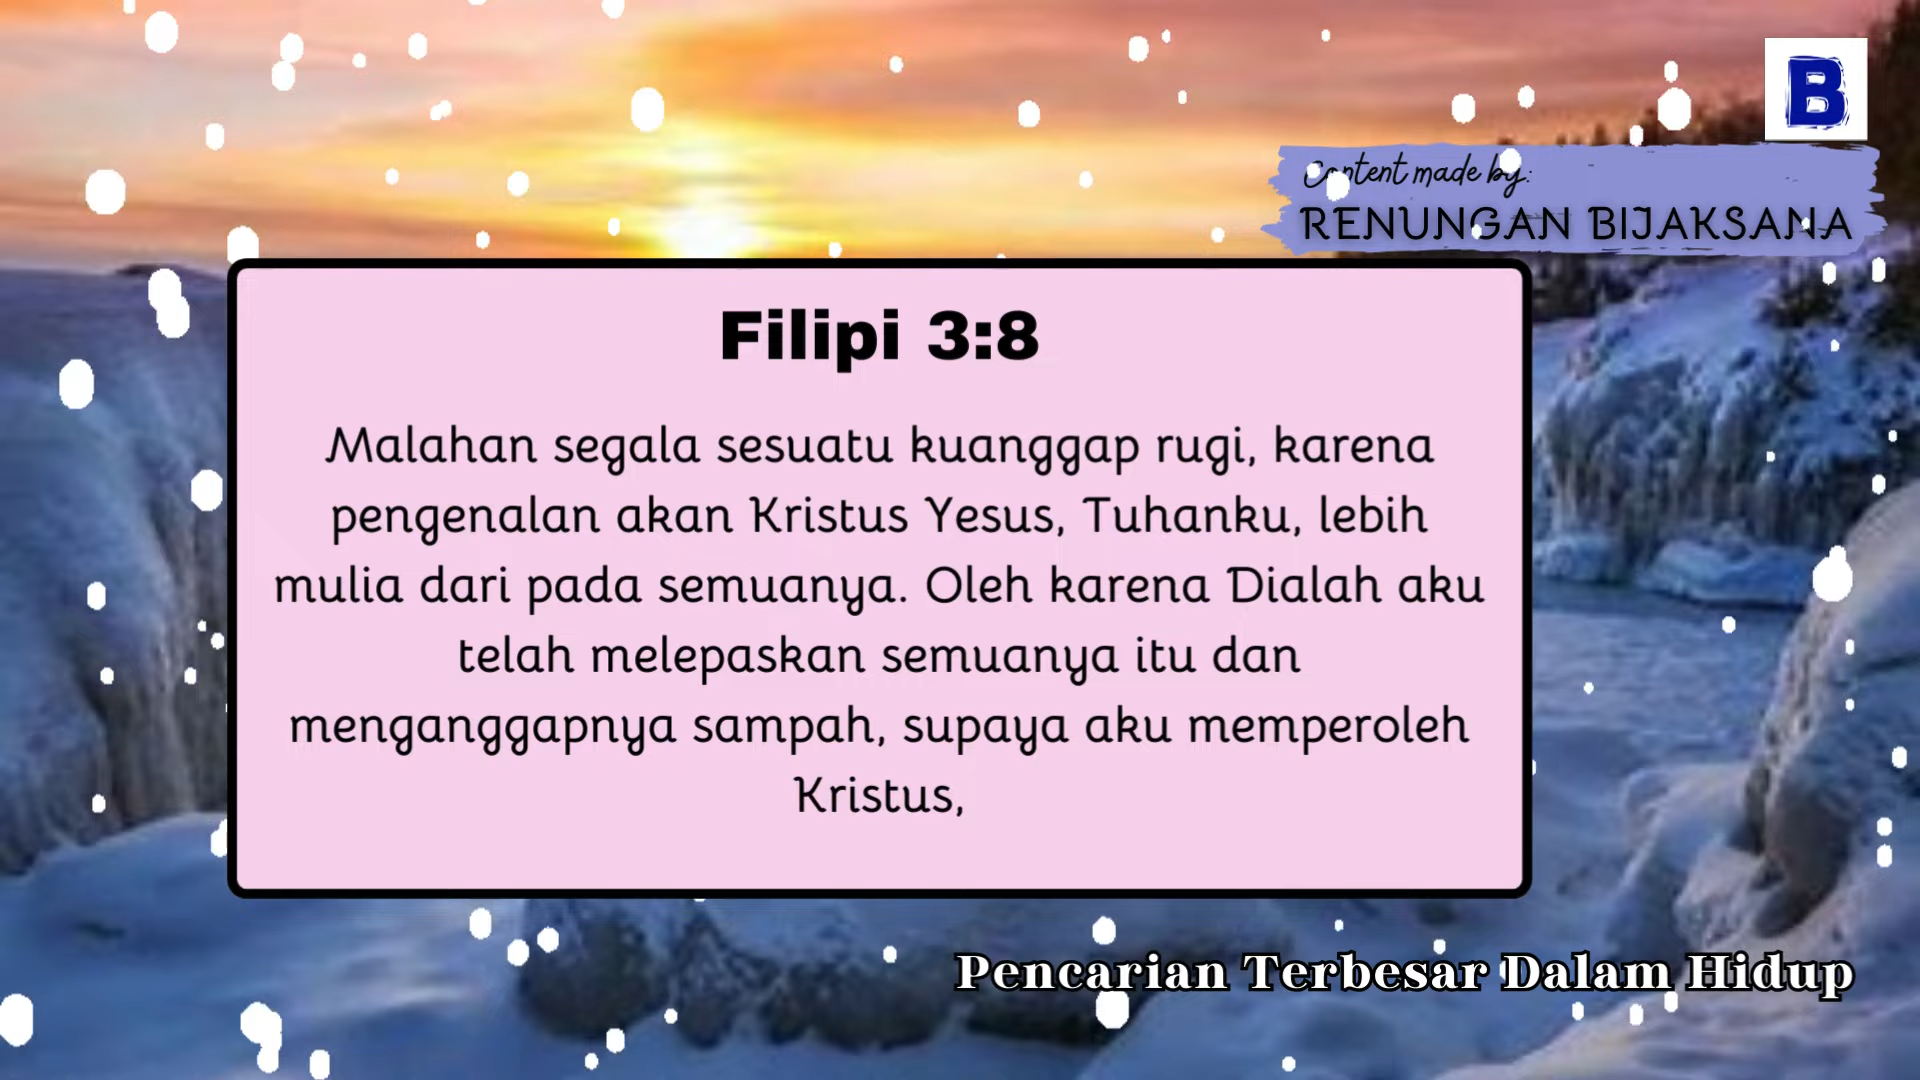 B
Content made by:
RENUNGAN BIJAKSANA
Filipi 3:8
Malahan segala sesuatu kuanggap rugi, karena
pengenalan akan Kristus Yesus, Tuhanku, lebih
mulia dari pada semuanya. Oleh karena Dialah aku
telah melepaskan semuanya itu dan
menganggapnya sampah, supaya aku memperoleh
Kristus,
Pencarian Terbesar Dalam Hidup